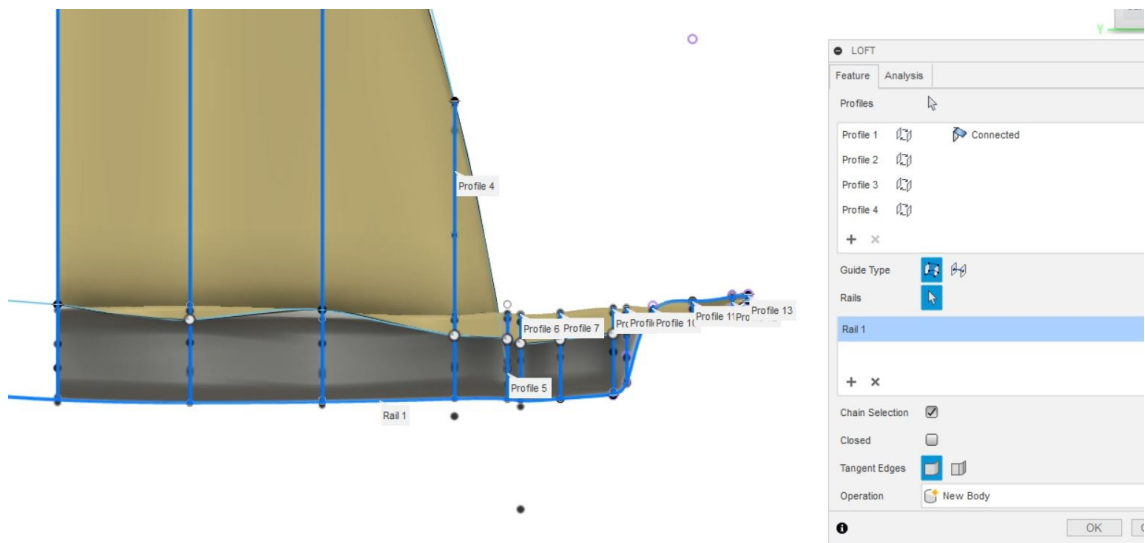 Y
LOFT
Feature Analysis
Profiles
Profile 1 Connected
Profile 2
Profile 3
Profile 4
Guide Type
Rails
Rail 1
Chain Selection
Closed
Tangent Edges
Operation New Body
OK
Profile 4
Profile 6 Profile 7 Profile 10 Profile 13
Profile 5
Rail 1